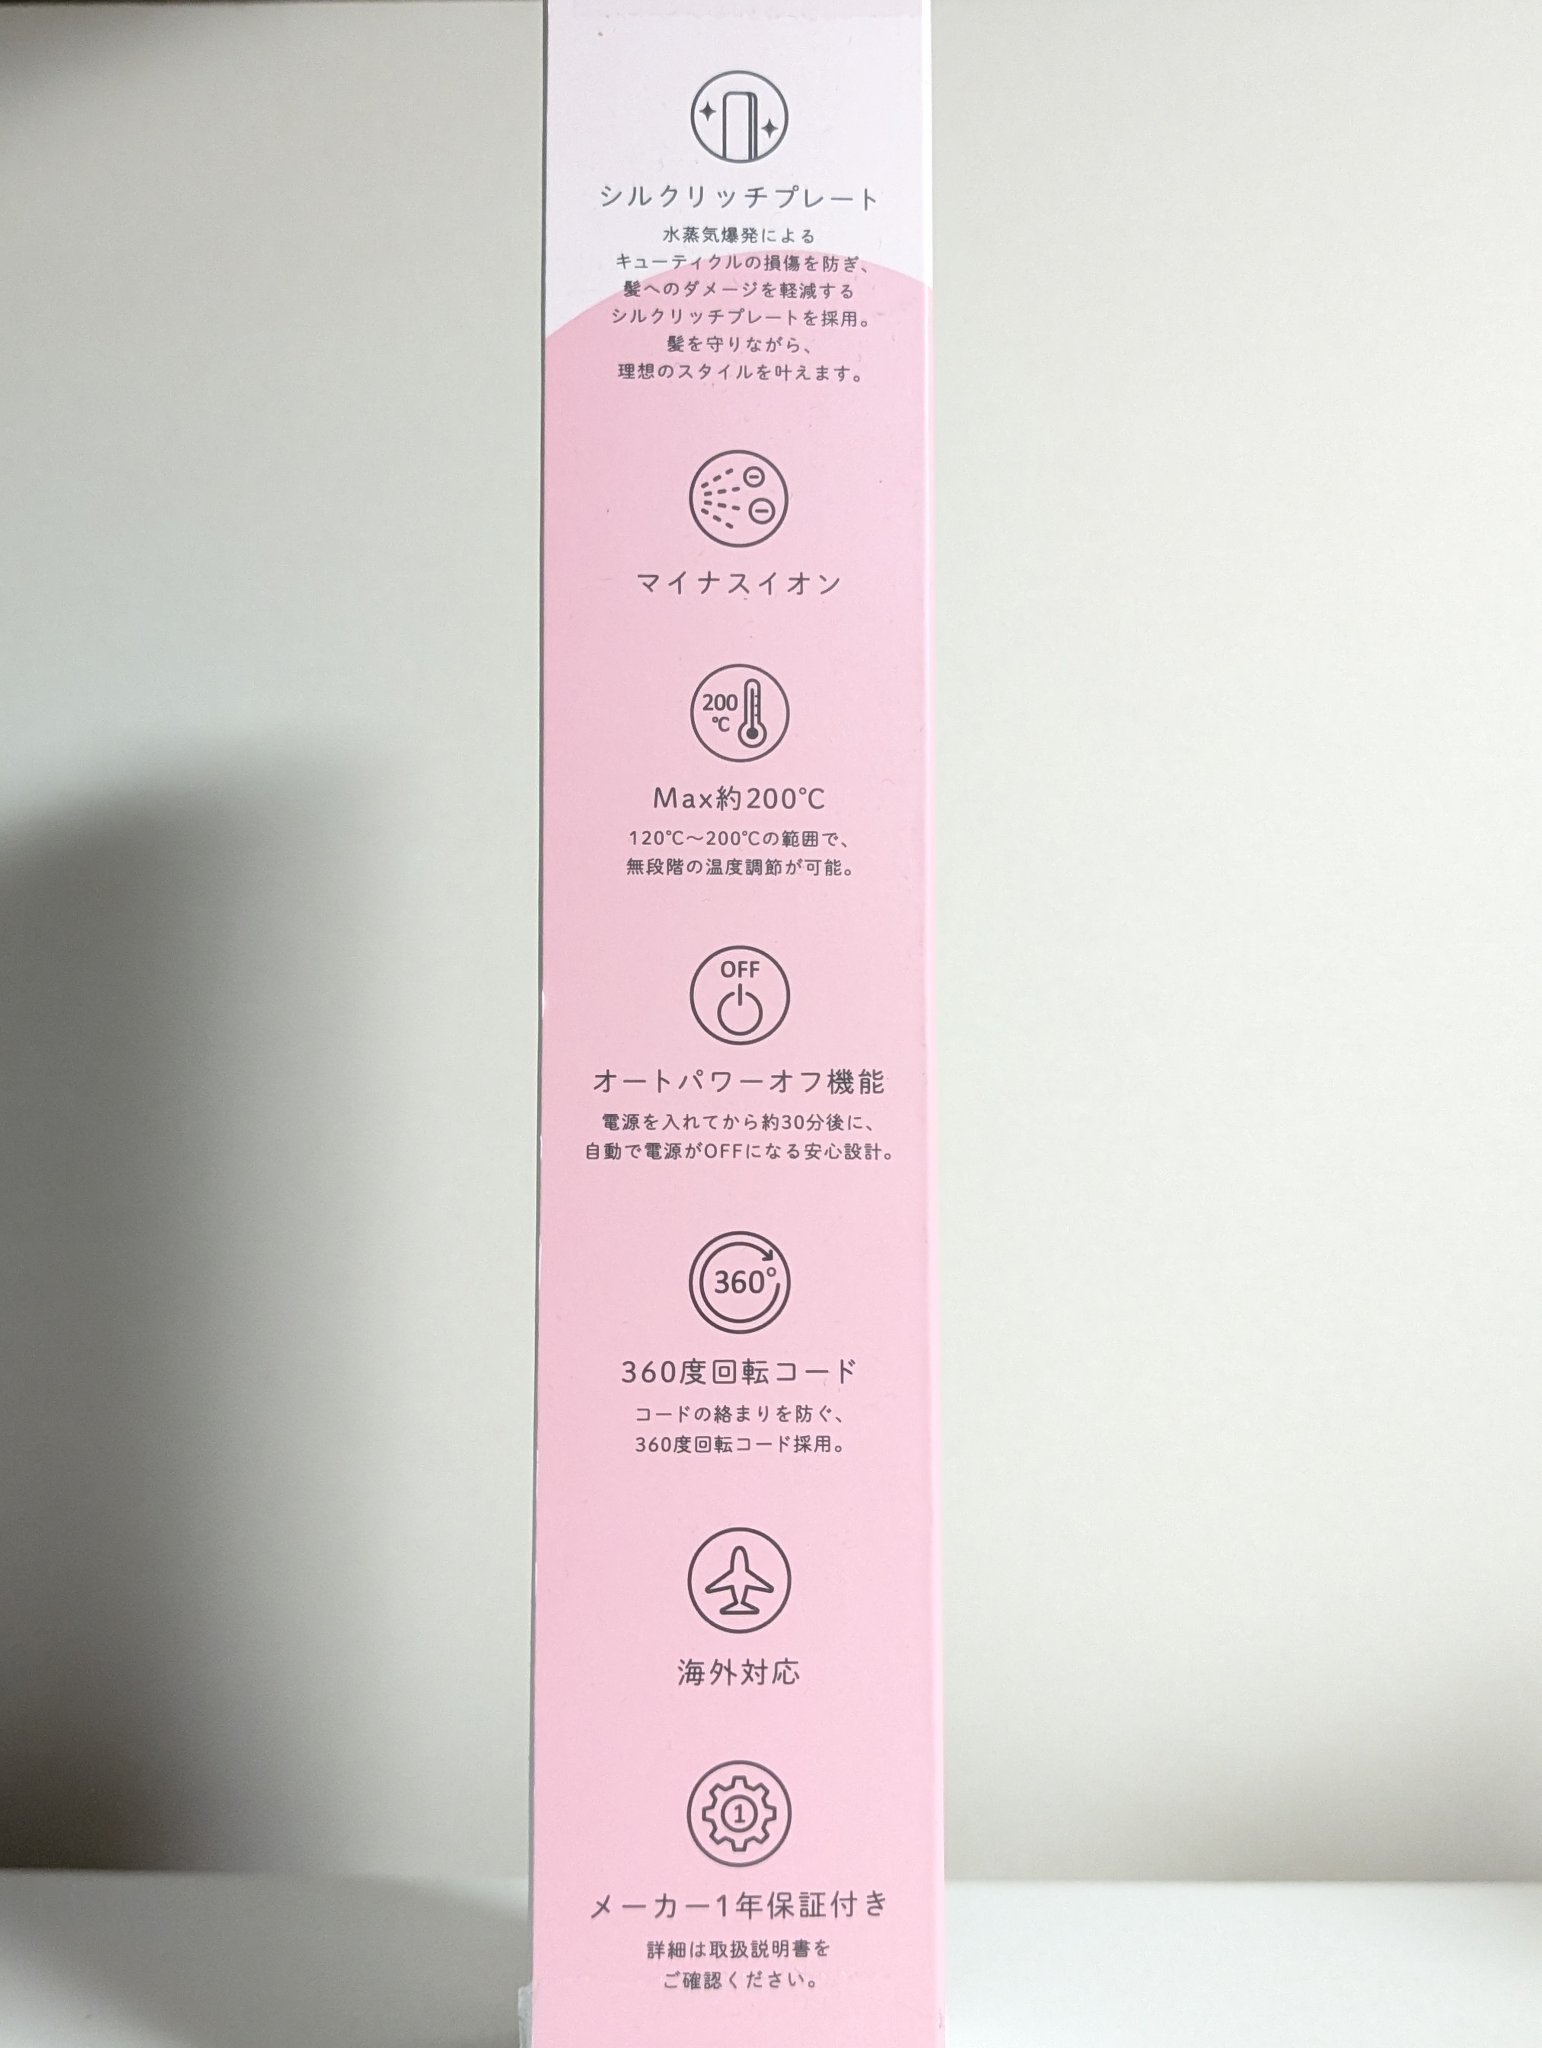 シルクリッチプレート
水蒸気爆発による
キューティクルの損傷を防ぎ、
髪へのダメージを軽減する
シルクリッチプレートを採用。
髪を守りながら、
理想のスタイルを叶えます。
マイナスイオン
200
℃
Max約200℃
120℃～200℃の範囲で、
無段階の温度調節が可能。
OFF
オートパワーオフ機能
電源を入れてから約30分後に、
自動で電源がOFFになる安心設計。
360°
360度回転コード
コードの絡まりを防ぐ、
360度回転コード採用。
海外対応
1
メーカー1年保証付き
詳細は取扱説明書を
ご確認ください。